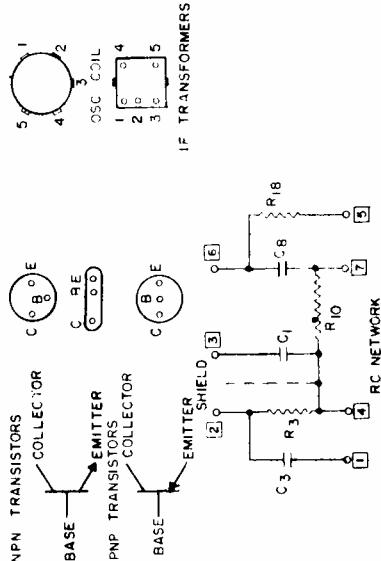 NPN TRANSISTORS
COLLECTOR
BASE
EMITTER
C B E
C B E
PNP TRANSISTORS
COLLECTOR
BASE
EMITTER
C B E
1
2
3
4
5
OSC COIL
1 4
2
3 5
IF TRANSFORMERS
SHIELD
2 3 6
C3 R3 C1 C8 R18
R10
1 4 7 5
RC NETWORK